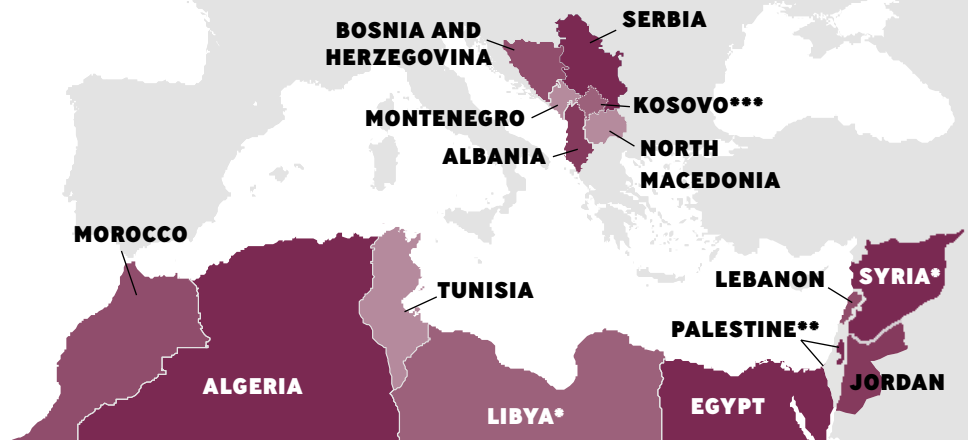 SERBIA
BOSNIA AND
HERZEGOVINA
KOSOVO***
MONTENEGRO
NORTH
MACEDONIA
ALBANIA
MOROCCO
TUNISIA
LEBANON
SYRIA*
PALESTINE**
ALGERIA
JORDAN
LIBYA*
EGYPT